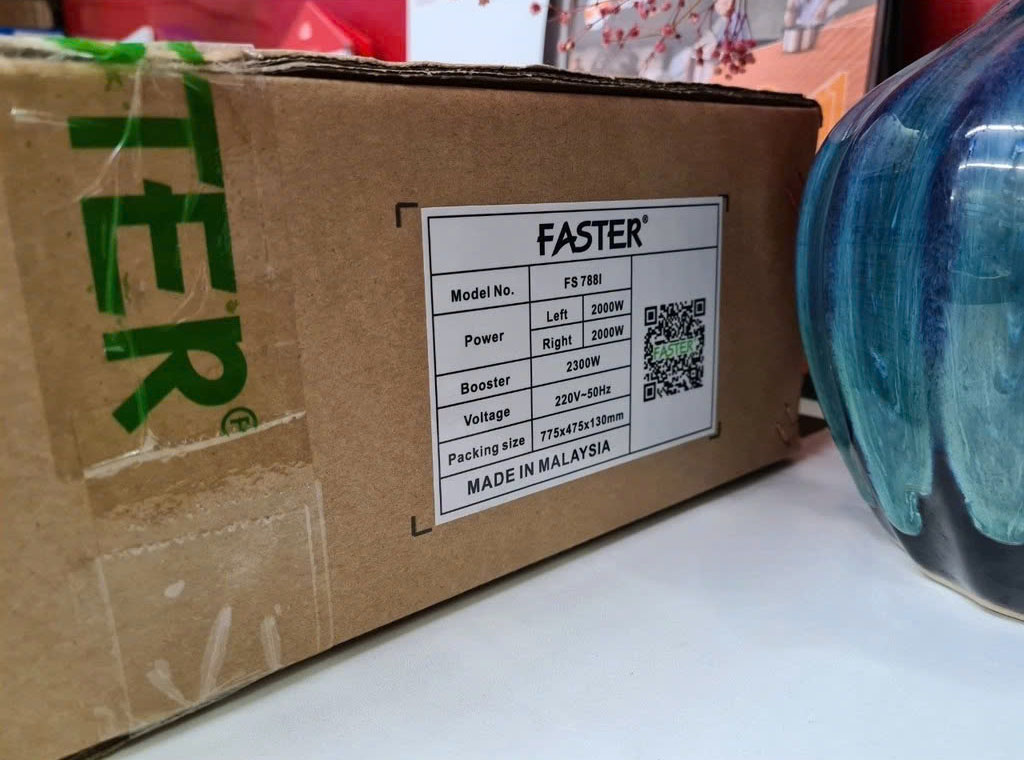 TER®
FASTER®
Model No. FS 788I
Power Left 2000W
Right 2000W
Booster 2300W
Voltage 220V~50Hz
Packing size 775x475x130mm
MADE IN MALAYSIA
FASTER